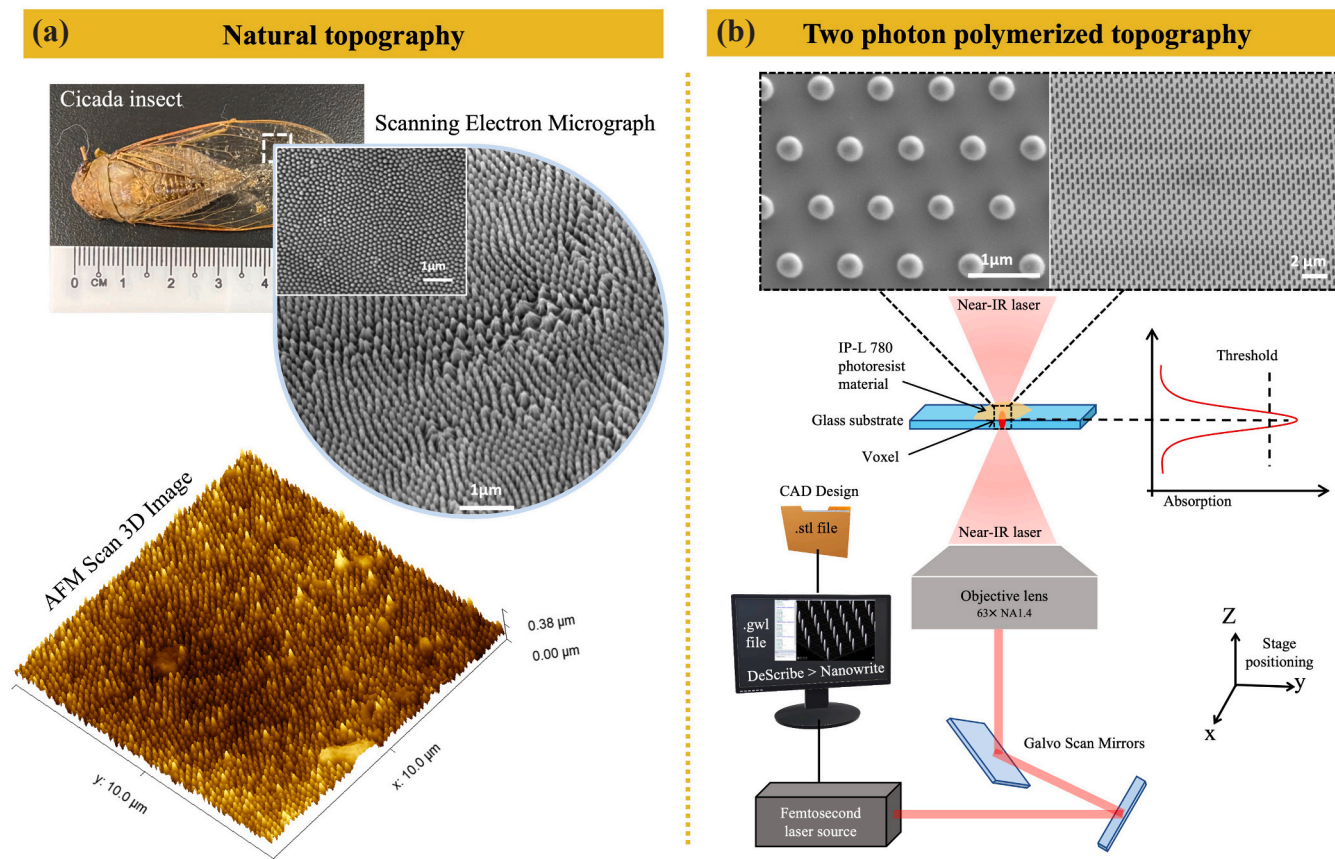 (a)
Natural topography
Cicada insect
Scanning Electron Micrograph
0 CM 1 2 3 4
1μm
1μm
AFM Scan 3D Image
0.38 μm
0.00 μm
y: 10.0 μm
x: 10.0 μm
(b)
Two photon polymerized topography
1μm
2 μm
Near-IR laser
IP-L 780
photoresist
material
Glass substrate
Voxel
Threshold
Absorption
CAD Design
.stl file
Near-IR laser
Objective lens
63× NA1.4
.gwl
file
DeScribe > Nanowrite
Z
Stage
positioning
y
x
Galvo Scan Mirrors
Femtosecond
laser source